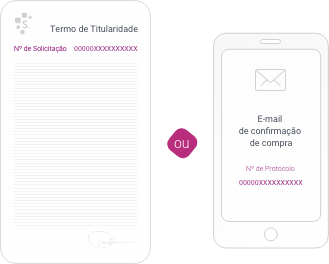 S
Termo de Titularidade
Nº de Solicitação 00000XXXXXXXXXX
ou
E-mail
de confirmação
de compra
Nº de Protocolo
00000XXXXXXXXXX